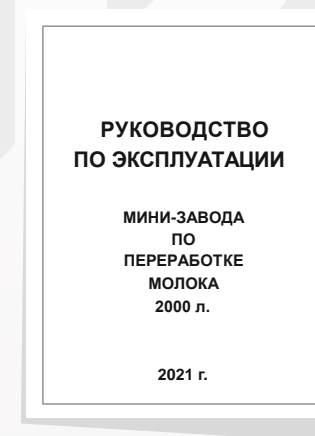 РУКОВОДСТВО
ПО ЭКСПЛУАТАЦИИ
МИНИ-ЗАВОДА
ПО
ПЕРЕРАБОТКЕ
МОЛОКА
2000 л.
2021 г.